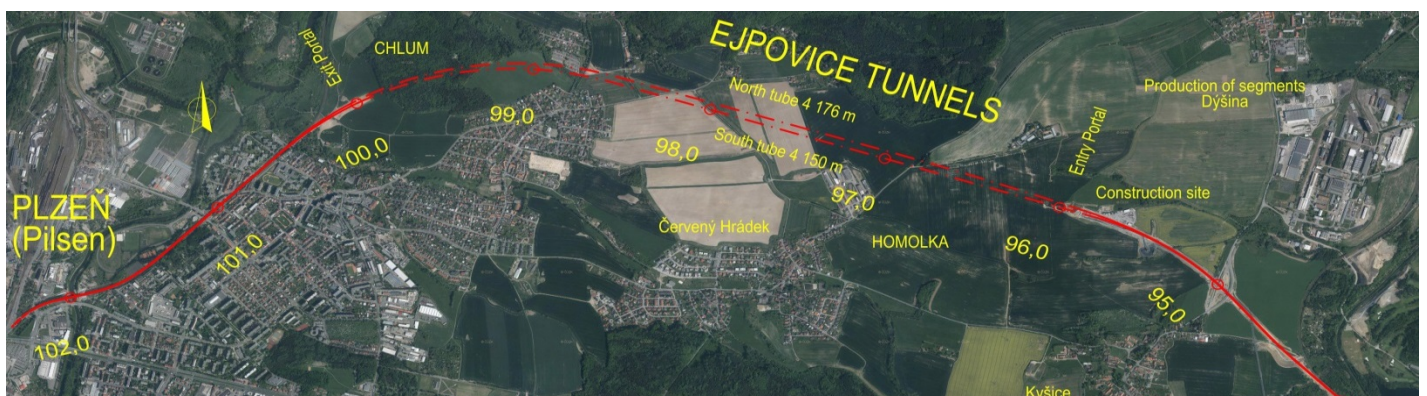 EJPOVICE TUNNELS
Exit Portal
CHLUM
North tube 4 176 m
South tube 4 150 m
Production of segments
Dýšina
Entry Portal
Construction site
99,0
100,0
98,0
97,0
96,0
95,0
PLZEŇ
(Pilsen)
101,0
102,0
Červený Hrádek
HOMOLKA
Kyšice